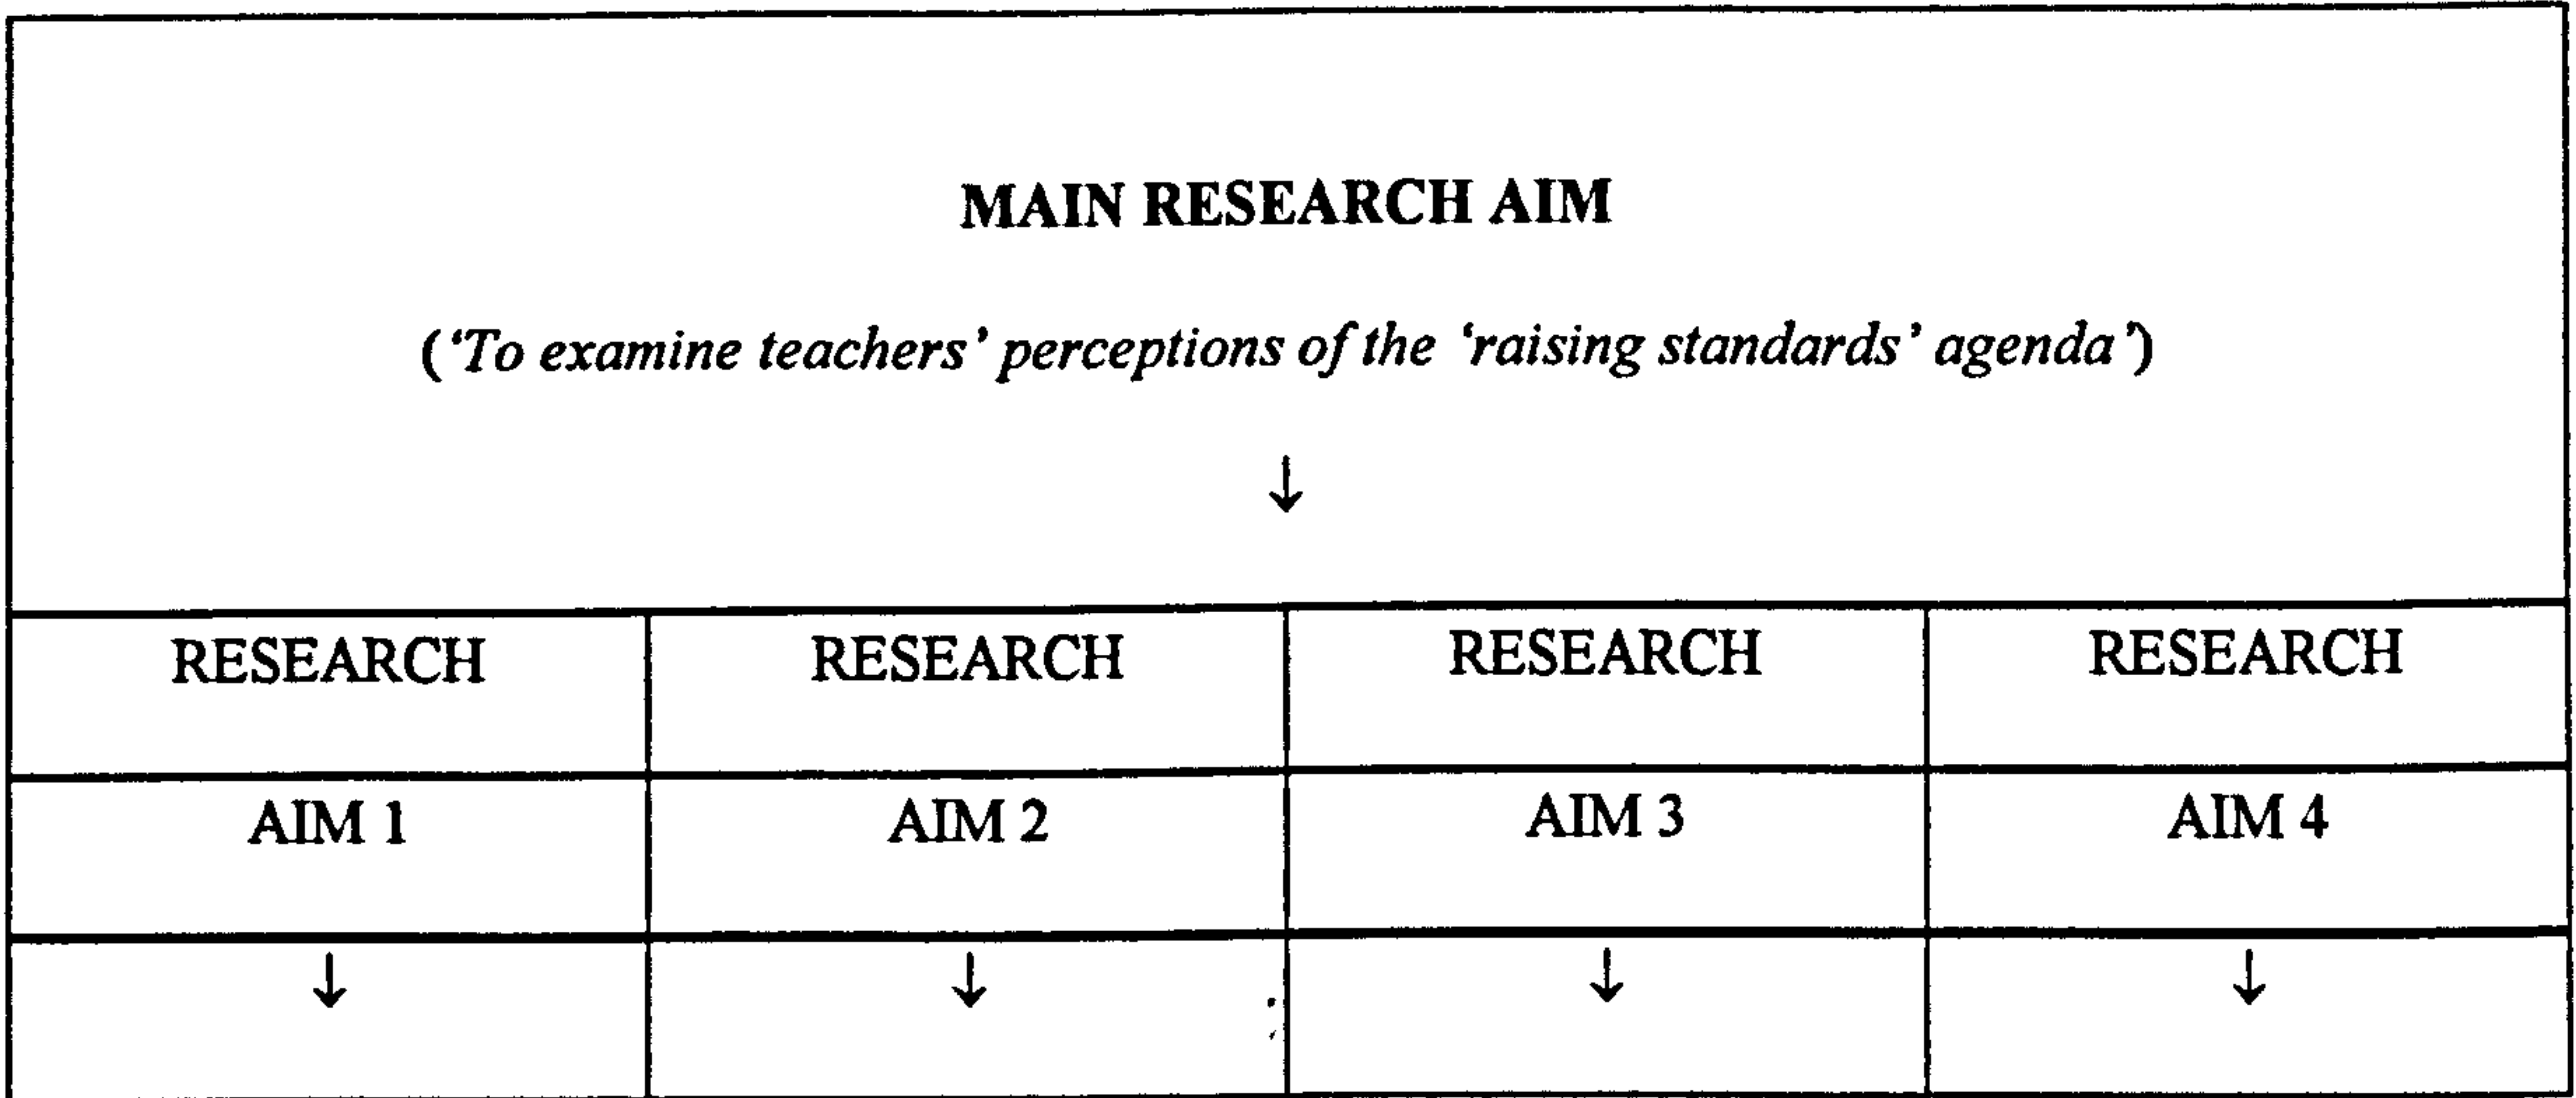 MAIN RESEARCH AIM
('To examine teachers' perceptions of the 'raising standards' agenda')
↓
RESEARCH RESEARCH RESEARCH RESEARCH
AIM 1 AIM 2 AIM 3 AIM 4
↓ ↓ ↓ ↓